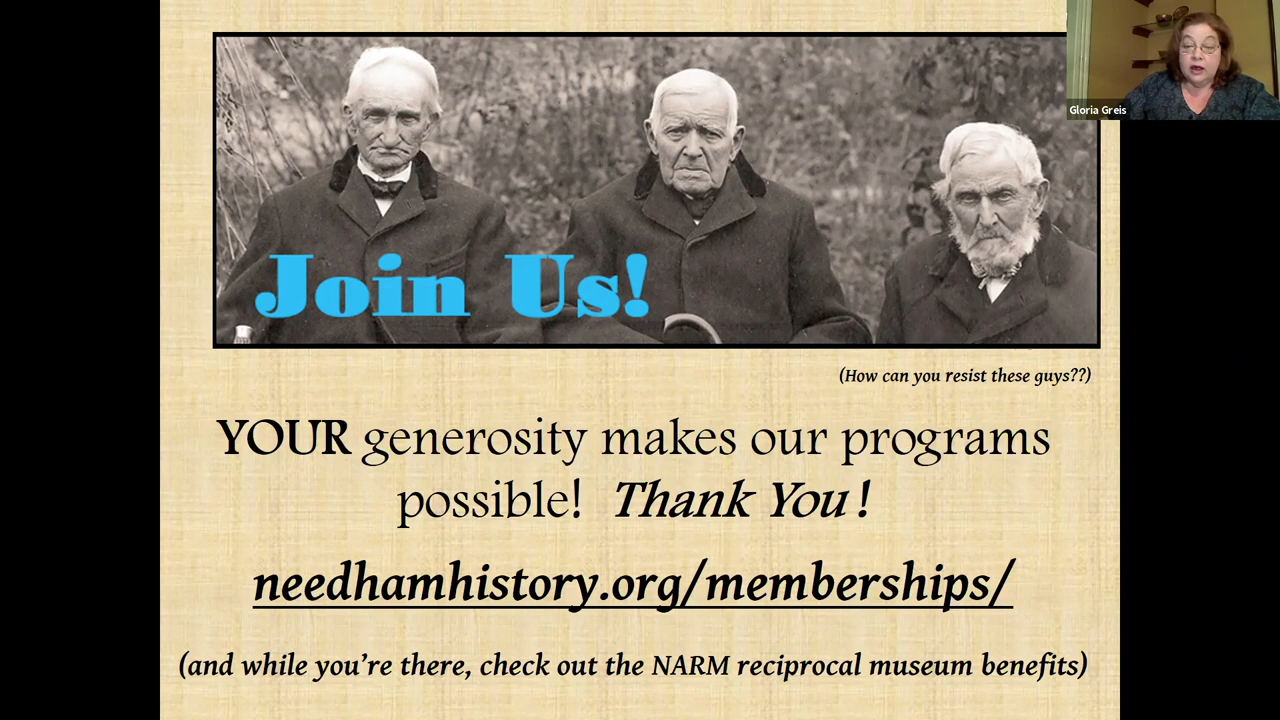 Gloria Greis
Join Us!
(How can you resist these guys??)
YOUR generosity makes our programs
possible! Thank You !
needhamhistory.org/memberships/
(and while you're there, check out the NARM reciprocal museum benefits)